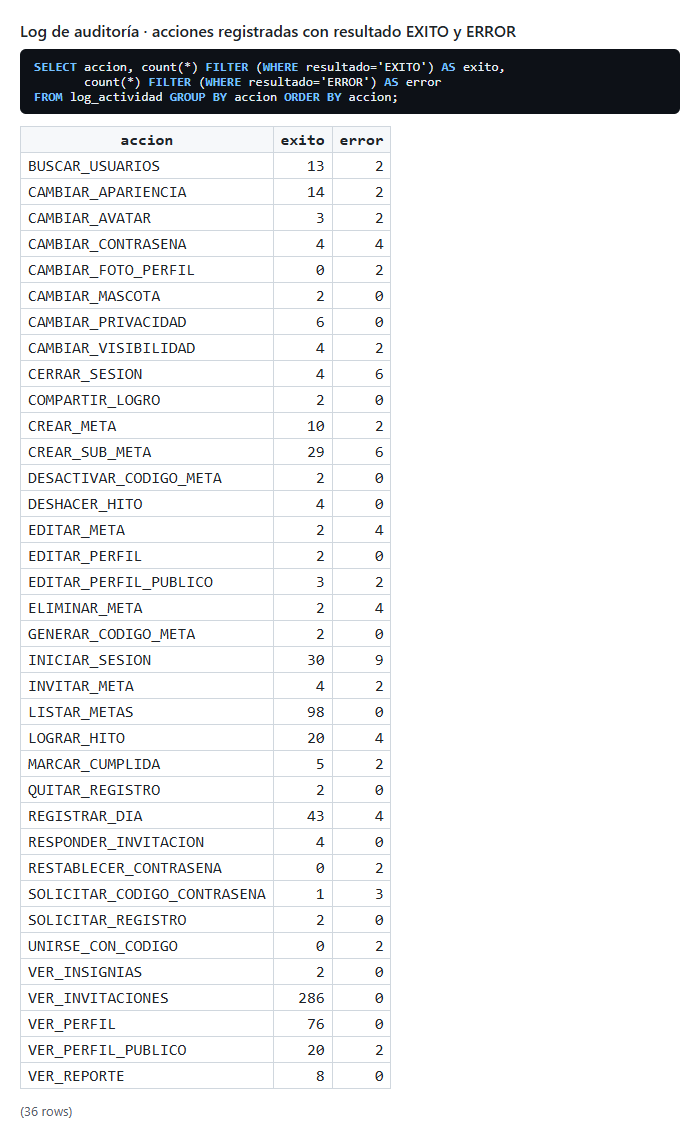 Log de auditoría · acciones registradas con resultado EXITO y ERROR
SELECT accion, count(*) FILTER (WHERE resultado='EXITO') AS exito,
count(*) FILTER (WHERE resultado='ERROR') AS error
FROM log_actividad GROUP BY accion ORDER BY accion;
accion exito error
BUSCAR_USUARIOS 13 2
CAMBIAR_APARIENCIA 14 2
CAMBIAR_AVATAR 3 2
CAMBIAR_CONTRASENA 4 4
CAMBIAR_FOTO_PERFIL 0 2
CAMBIAR_MASCOTA 2 0
CAMBIAR_PRIVACIDAD 6 0
CAMBIAR_VISIBILIDAD 4 2
CERRAR_SESION 4 6
COMPARTIR_LOGRO 2 0
CREAR_META 10 2
CREAR_SUB_META 29 6
DESACTIVAR_CODIGO_META 2 0
DESHACER_HITO 4 0
EDITAR_META 2 4
EDITAR_PERFIL 2 0
EDITAR_PERFIL_PUBLICO 3 2
ELIMINAR_META 2 4
GENERAR_CODIGO_META 2 0
INICIAR_SESION 30 9
INVITAR_META 4 2
LISTAR_METAS 98 0
LOGRAR_HITO 20 4
MARCAR_CUMPLIDA 5 2
QUITAR_REGISTRO 2 0
REGISTRAR_DIA 43 4
RESPONDER_INVITACION 4 0
RESTABLECER_CONTRASENA 0 2
SOLICITAR_CODIGO_CONTRASENA 1 3
SOLICITAR_REGISTRO 2 0
UNIRSE_CON_CODIGO 0 2
VER_INSIGNIAS 2 0
VER_INVITACIONES 286 0
VER_PERFIL 76 0
VER_PERFIL_PUBLICO 20 2
VER_REPORTE 8 0
(36 rows)